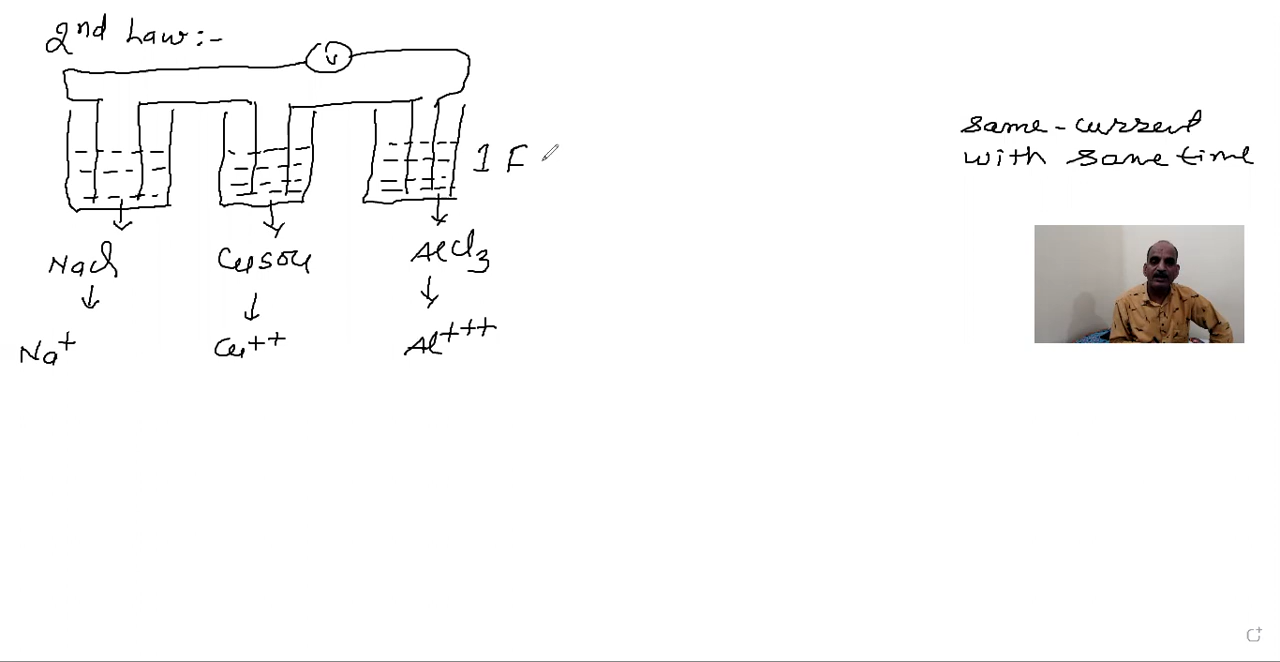 2nd Law:-
V
same-current
with same time
1 F
NaCl CuSO4 AlCl3
Na+ Cu++ Al+++